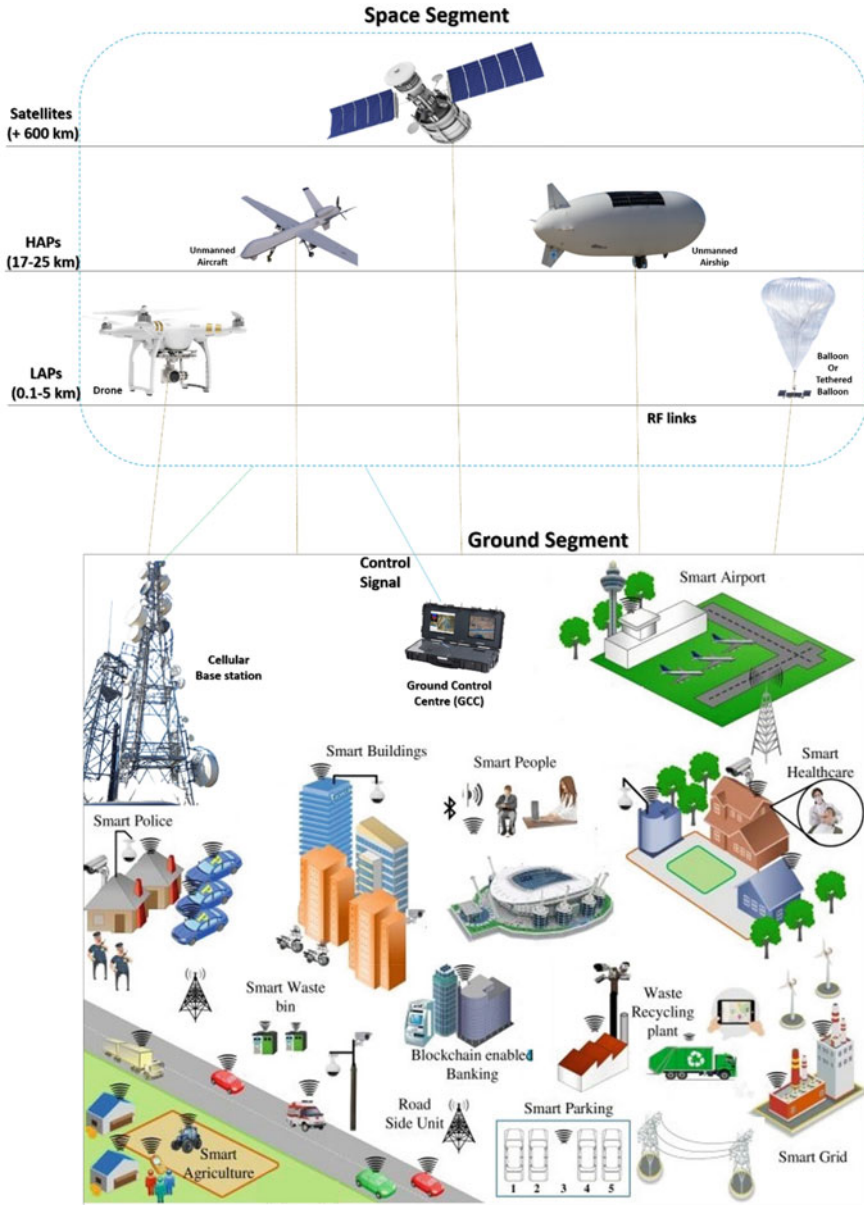 Space Segment
Satellites
(+ 600 km)
HAPs
(17-25 km)
Unmanned
Aircraft
Unmanned
Airship
LAPs
(0.1-5 km)
Drone
Balloon
Or
Tethered
Balloon
RF links
Ground Segment
Control
Signal
Smart Airport
Cellular
Base station
Ground Control
Centre (GCC)
Smart Buildings
Smart People
Smart
Healthcare
Smart Police
Smart Waste
bin
Waste
Recycling
plant
Blockchain enabled
Banking
Road
Side Unit
Smart Parking
1 2 3 4 5
Smart
Agriculture
Smart Grid